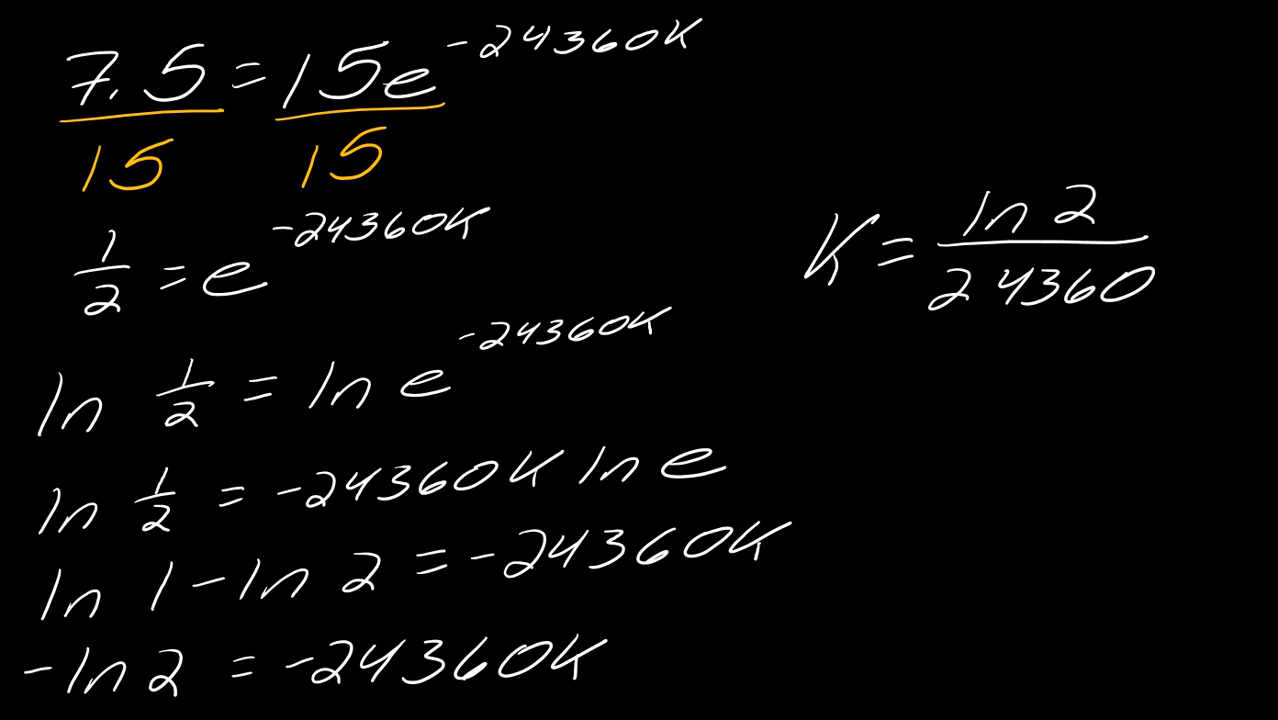 7.5 = 15e^-24360K
15 15
1/2 = e^-24360K
ln 1/2 = ln e^-24360K
ln 1/2 = -24360K ln e
ln 1 - ln 2 = -24360K
-ln 2 = -24360K
K = ln 2 / 24360